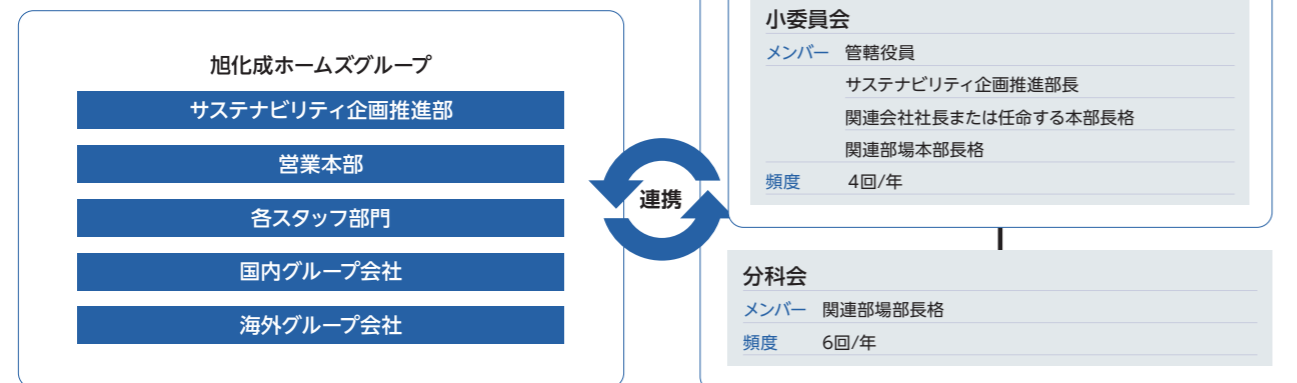 旭化成ホームズグループ
サステナビリティ企画推進部
営業本部
各スタッフ部門
国内グループ会社
海外グループ会社
連携
小委員会
メンバー 管轄役員
サステナビリティ企画推進部長
関連会社社長または任命する本部長格
関連部場本部長格
頻度 4回/年
分科会
メンバー 関連部場部長格
頻度 6回/年